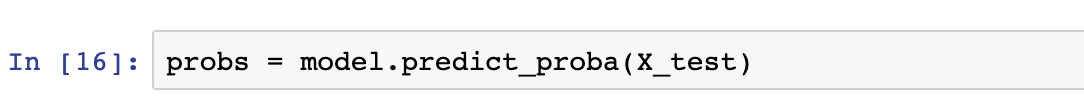 In [16]: probs = model.predict_proba(X_test)